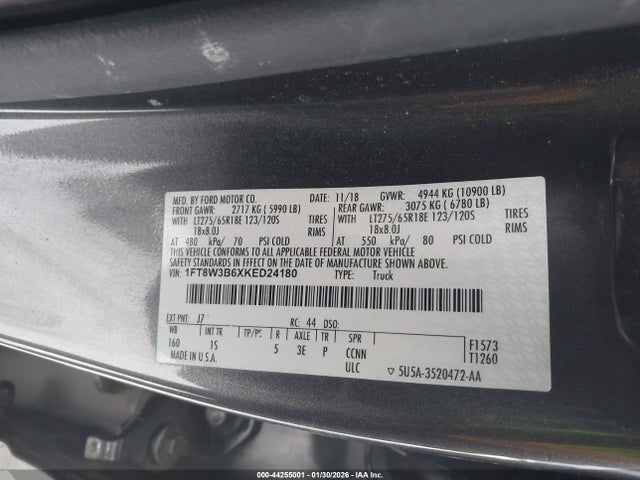 MFD. BY FORD MOTOR CO. DATE: 11/18 GVWR: 4944 KG (10900 LB)
FRONT GAWR: 2717 KG ( 5990 LB) REAR GAWR: 3075 KG ( 6780 LB)
WITH LT275/65R18E 123/120S TIRES WITH LT275/65R18E 123/120S TIRES
18x8.0J RIMS 18x8.0J RIMS
AT 480 kPa/ 70 PSI COLD AT 550 kPa/ 80 PSI COLD
THIS VEHICLE CONFORMS TO ALL APPLICABLE FEDERAL MOTOR VEHICLE
SAFETY STANDARDS IN EFFECT ON THE DATE OF MANUFACTURE SHOWN ABOVE.
VIN: 1FT8W3B6XKED24180 TYPE: Truck
EXT PNT: J7 RC: 44 DSO:
WB INT TR TP/PS R AXLE TR SPR F1573
160 15 5 3E P CCNN T1260
MADE IN U.S.A. ULC 5U5A-3520472-AA
000-44255001 - 01/30/2026 - IAAI.COM